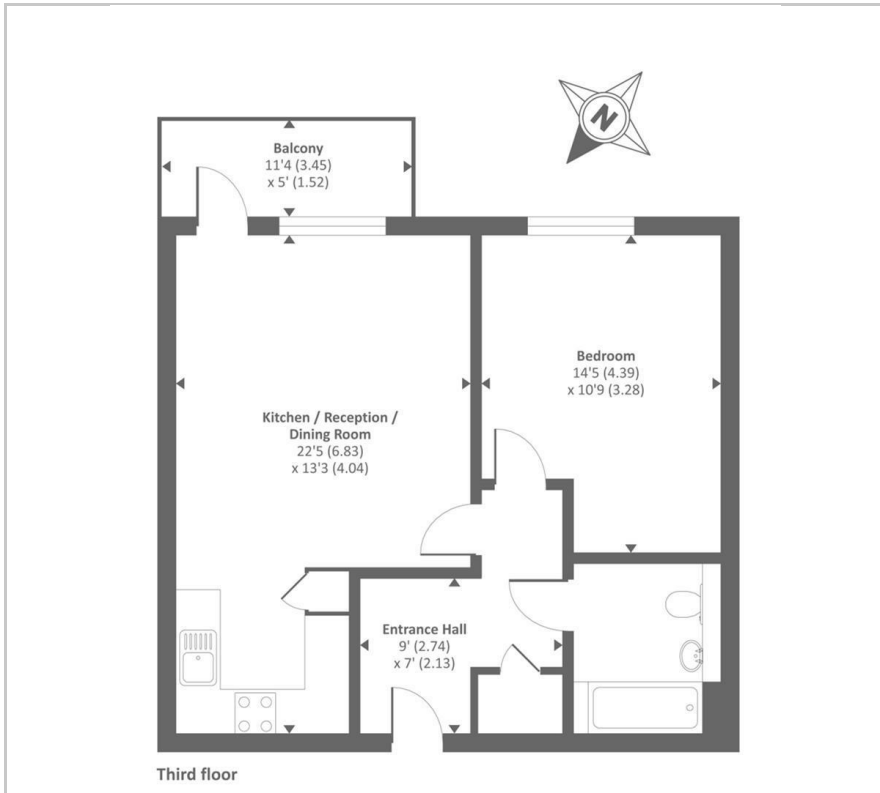 N
Balcony
11'4 (3.45)
x 5' (1.52)
Bedroom
14'5 (4.39)
x 10'9 (3.28)
Kitchen / Reception /
Dining Room
22'5 (6.83)
x 13'3 (4.04)
Entrance Hall
9' (2.74)
x 7' (2.13)
Third floor